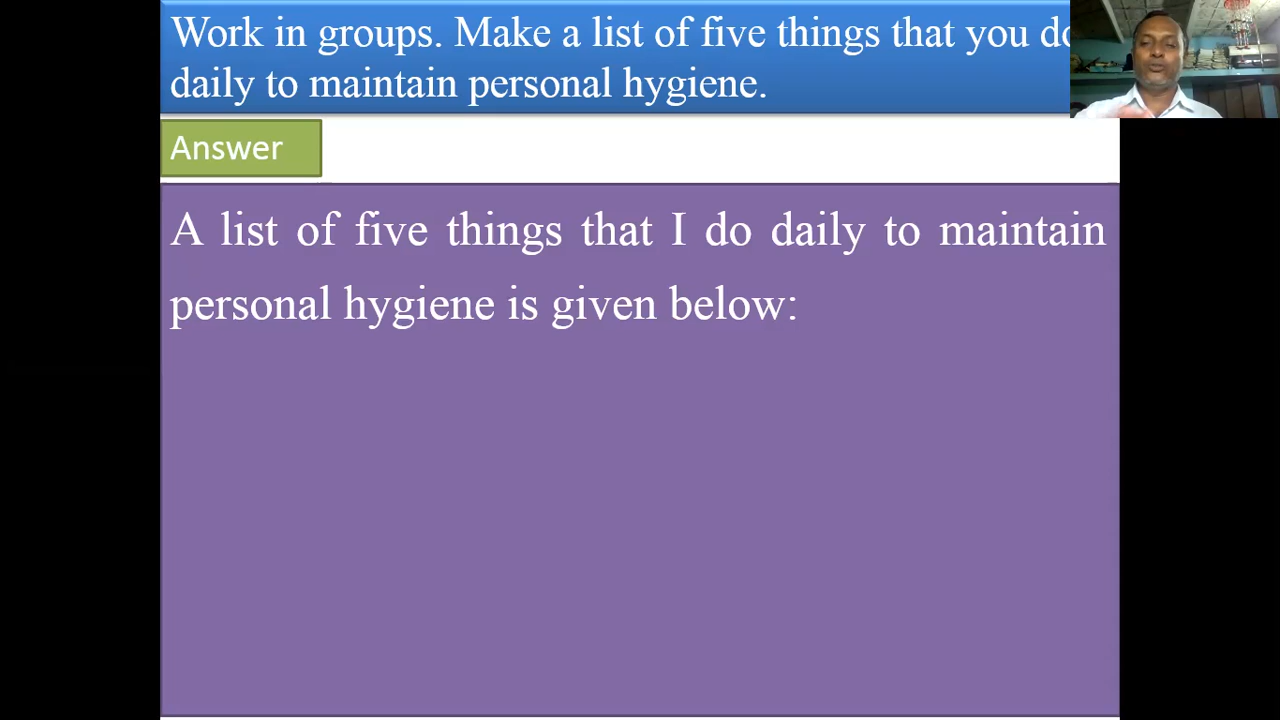 Work in groups. Make a list of five things that you do
daily to maintain personal hygiene.
Answer
A list of five things that I do daily to maintain
personal hygiene is given below: